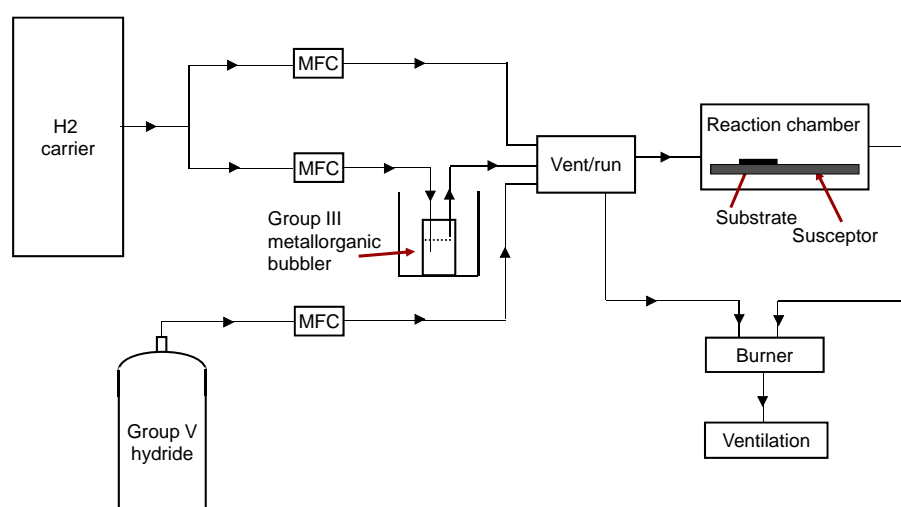 H2
carrier
MFC
MFC
Group III
metallorganic
bubbler
MFC
Group V
hydride
Vent/run
Reaction chamber
Substrate
Susceptor
Burner
Ventilation